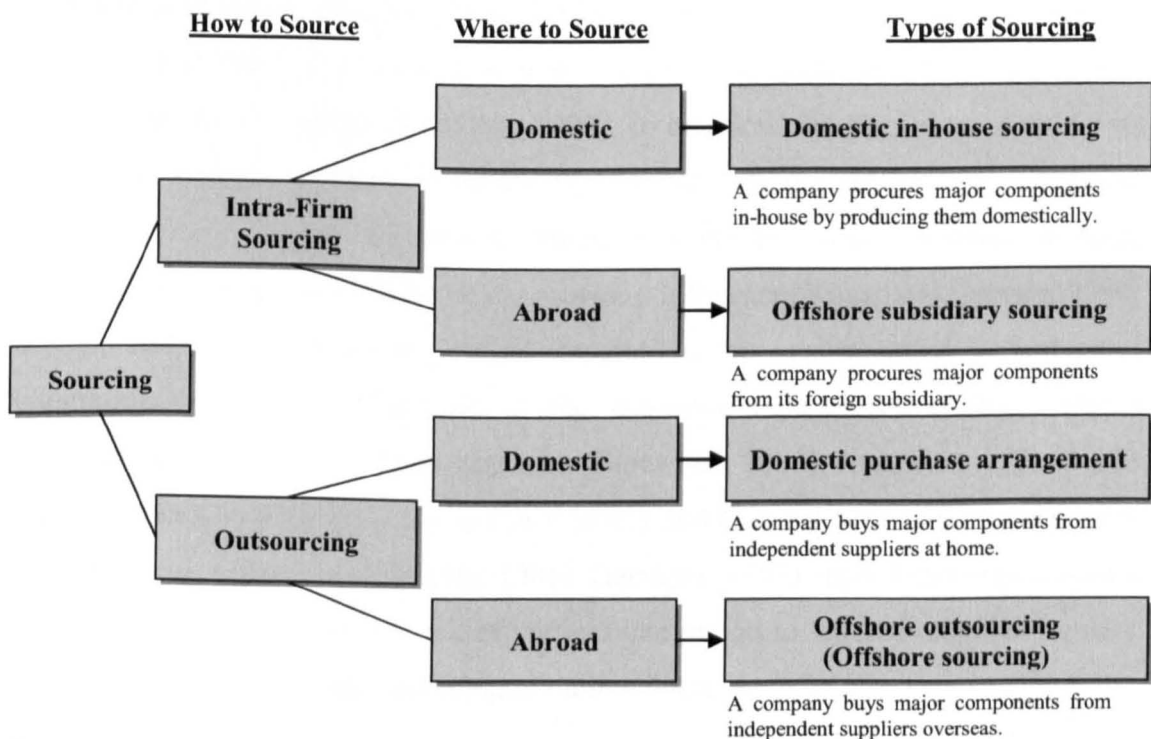 How to Source
Where to Source
Types of Sourcing
Domestic
Domestic in-house sourcing
A company procures major components
in-house by producing them domestically.
Intra-Firm
Sourcing
Abroad
Offshore subsidiary sourcing
A company procures major components
from its foreign subsidiary.
Sourcing
Domestic
Domestic purchase arrangement
A company buys major components from
independent suppliers at home.
Outsourcing
Abroad
Offshore outsourcing
(Offshore sourcing)
A company buys major components from
independent suppliers overseas.